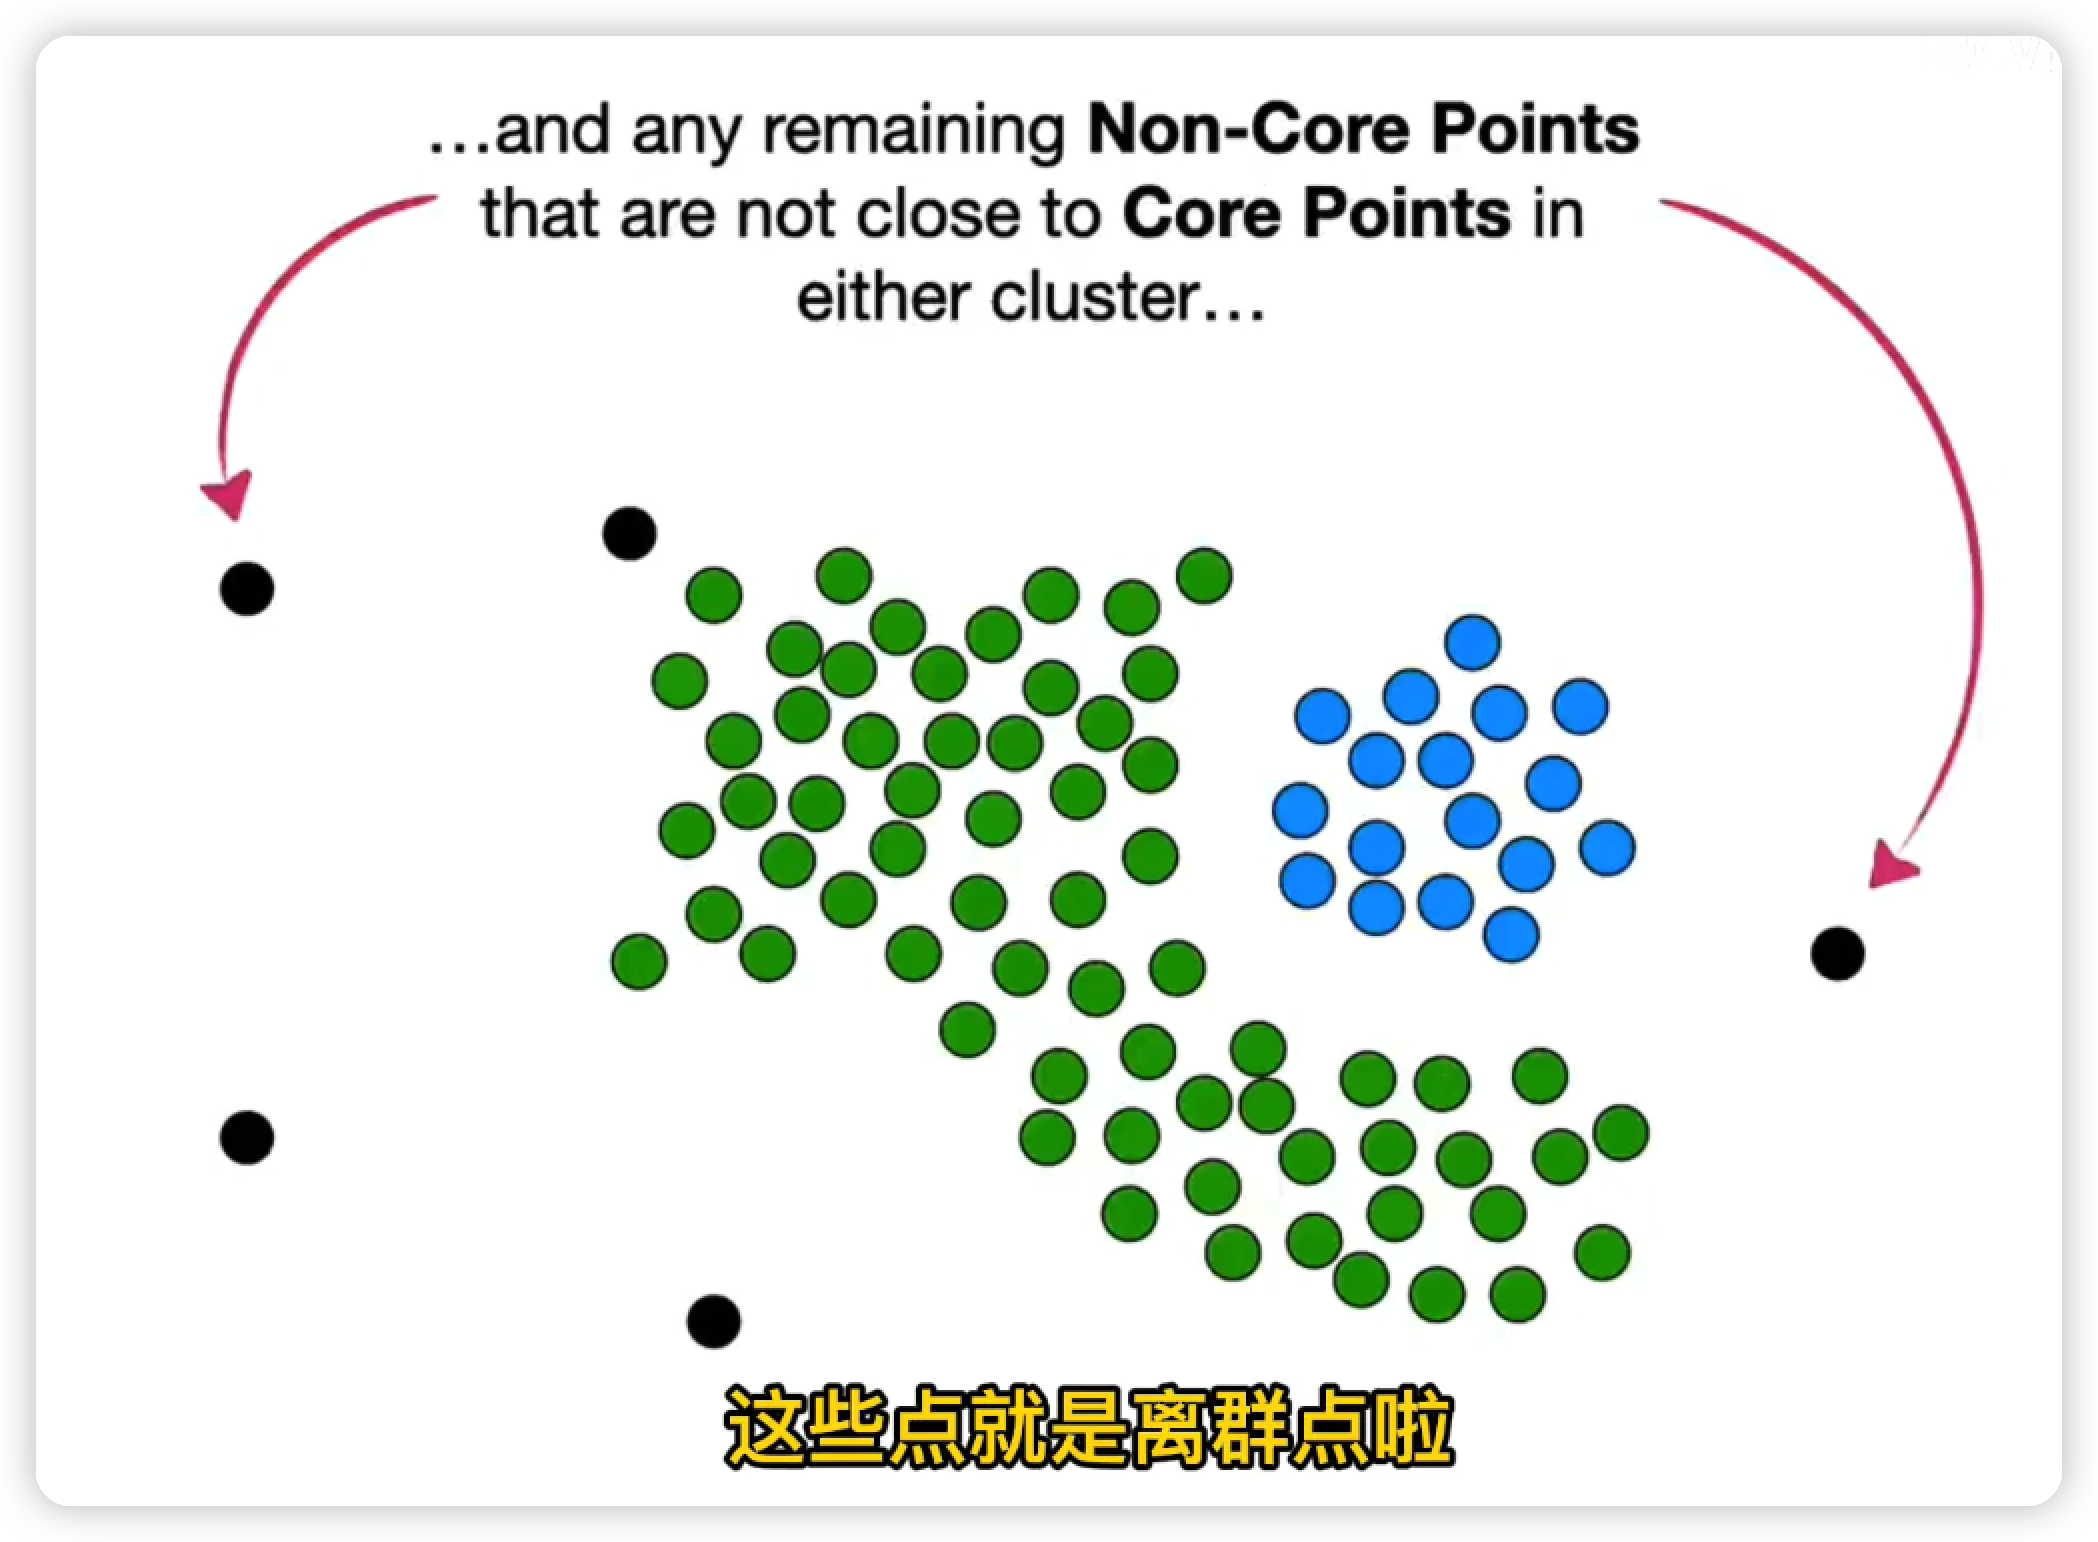 …and any remaining Non-Core Points
that are not close to Core Points in
either cluster…
这些点就是离群点啦